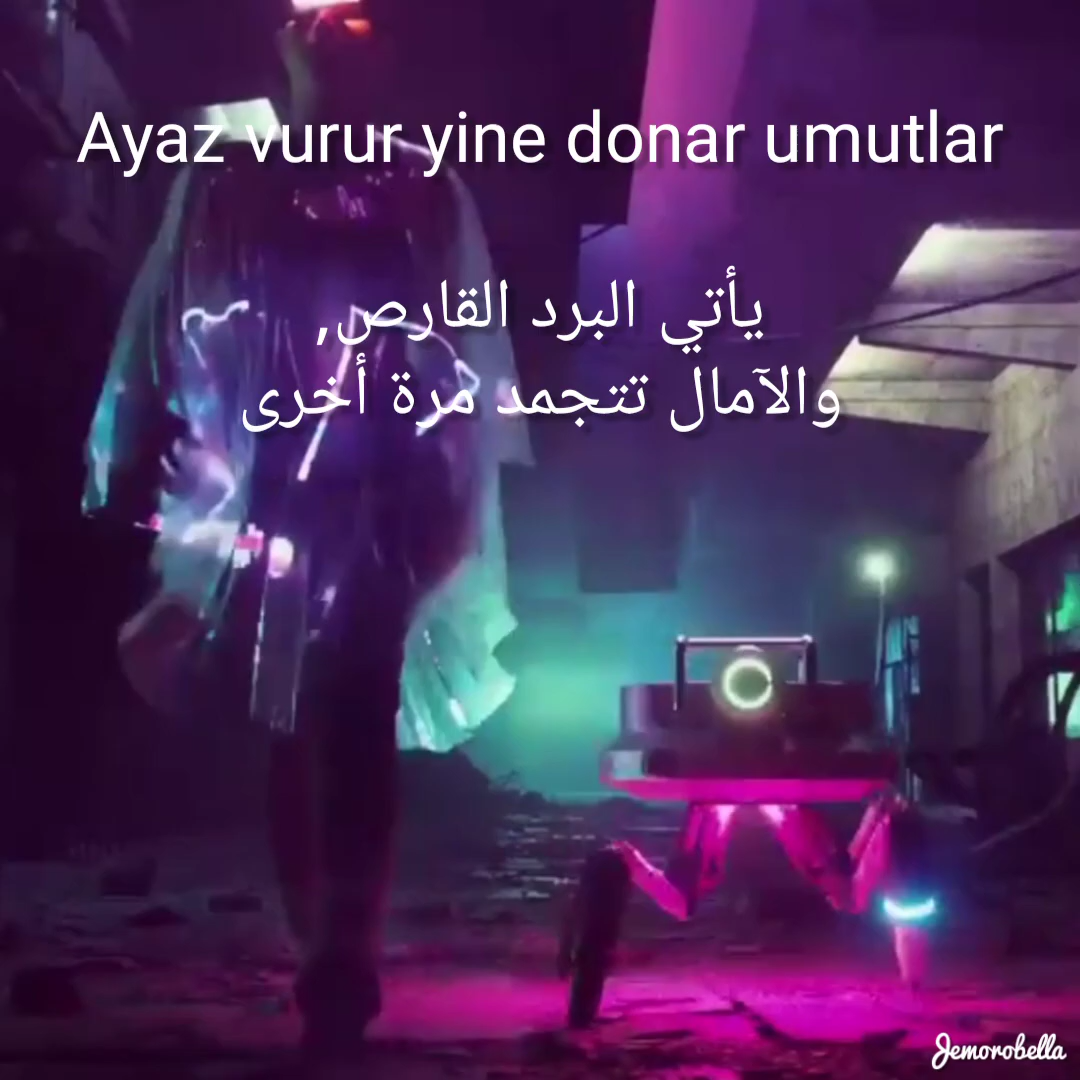 Ayaz vurur yine donar umutlar
يأتي البرد القارص,
والآمال تتجمد مرة أخرى
Jemorobella